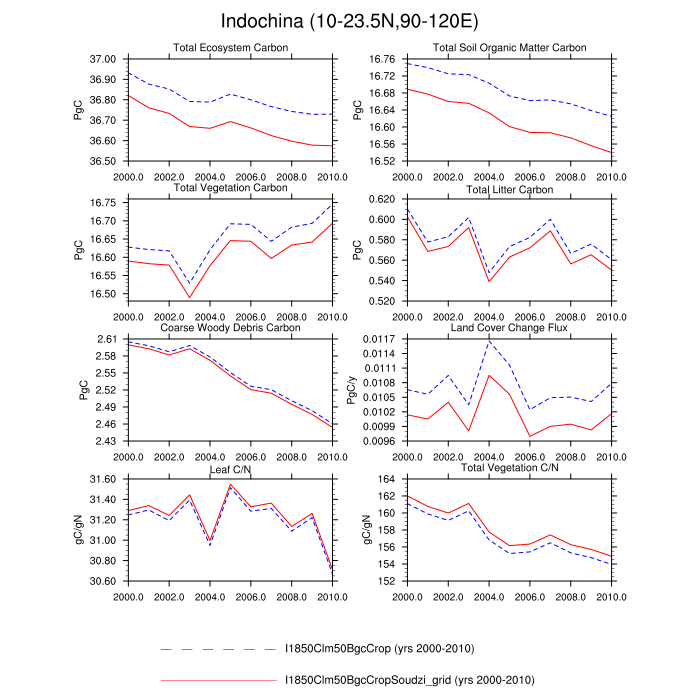 Indochina (10-23.5N,90-120E)
Total Ecosystem Carbon
37.00
36.90
36.80
36.70
36.60
36.50
PgC
2000.0 2002.0 2004.0 2006.0 2008.0 2010.0
Total Soil Organic Matter Carbon
16.76
16.72
16.68
16.64
16.60
16.56
16.52
PgC
2000.0 2002.0 2004.0 2006.0 2008.0 2010.0
Total Vegetation Carbon
16.75
16.70
16.65
16.60
16.55
16.50
PgC
2000.0 2002.0 2004.0 2006.0 2008.0 2010.0
Total Litter Carbon
0.620
0.600
0.580
0.560
0.540
0.520
PgC
2000.0 2002.0 2004.0 2006.0 2008.0 2010.0
Coarse Woody Debris Carbon
2.61
2.58
2.55
2.52
2.49
2.46
2.43
PgC
2000.0 2002.0 2004.0 2006.0 2008.0 2010.0
Land Cover Change Flux
0.0117
0.0114
0.0111
0.0108
0.0105
0.0102
0.0099
0.0096
PgC/y
2000.0 2002.0 2004.0 2006.0 2008.0 2010.0
Leaf C/N
31.60
31.40
31.20
31.00
30.80
30.60
gC/gN
2000.0 2002.0 2004.0 2006.0 2008.0 2010.0
Total Vegetation C/N
164
162
160
158
156
154
152
gC/gN
2000.0 2002.0 2004.0 2006.0 2008.0 2010.0
I1850Clm50BgcCrop (yrs 2000-2010)
I1850Clm50BgcCropSoudzi_grid (yrs 2000-2010)